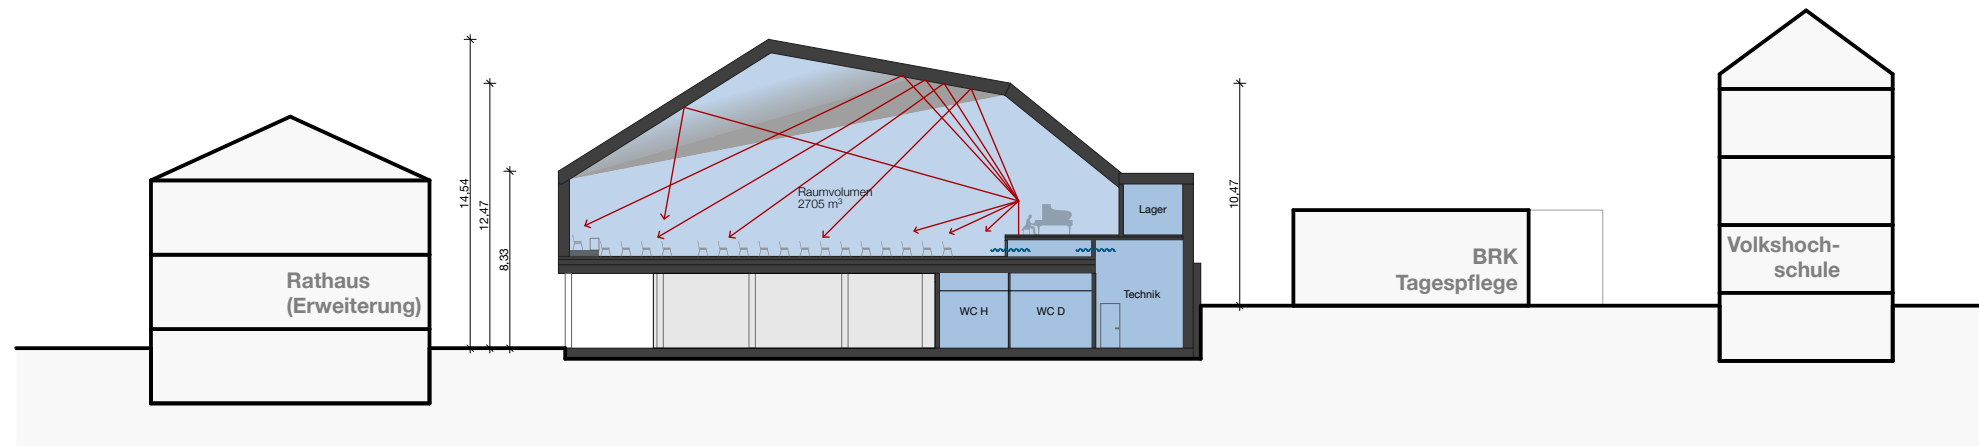 14,54
12,47
8,33
10,47
Raumvolumen
2705 m³
Lager
Rathaus
(Erweiterung)
WC H
WC D
Technik
BRK
Tagespflege
Volkshoch-
schule